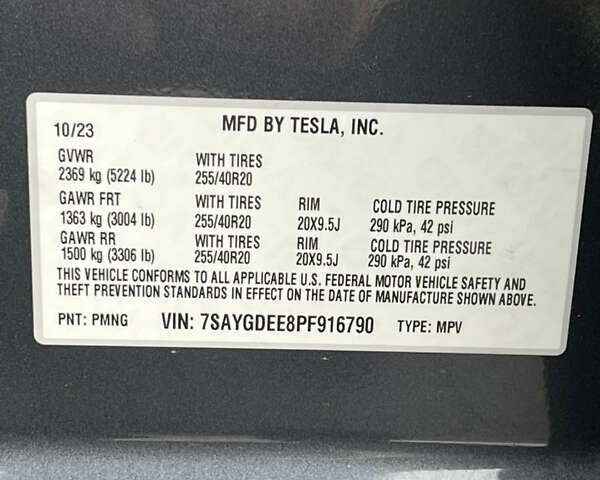 10/23 MFD BY TESLA, INC.
GVWR WITH TIRES
2369 kg (5224 lb) 255/40R20
GAWR FRT WITH TIRES RIM COLD TIRE PRESSURE
1363 kg (3004 lb) 255/40R20 20X9.5J 290 kPa, 42 psi
GAWR RR WITH TIRES RIM COLD TIRE PRESSURE
1500 kg (3306 lb) 255/40R20 20X9.5J 290 kPa, 42 psi
THIS VEHICLE CONFORMS TO ALL APPLICABLE U.S. FEDERAL MOTOR VEHICLE SAFETY AND
THEFT PREVENTION STANDARDS IN EFFECT ON THE DATE OF MANUFACTURE SHOWN ABOVE.
PNT: PMNG VIN: 7SAYGDEE8PF916790 TYPE: MPV